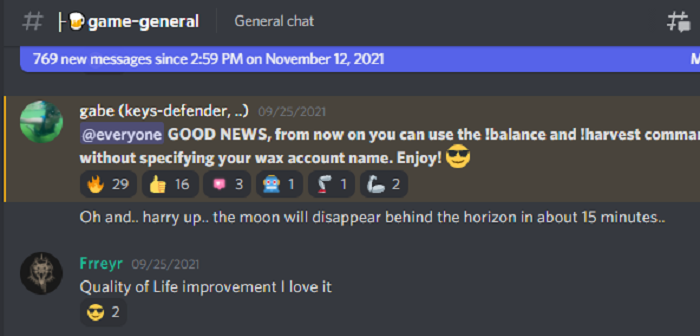 game-general General chat
769 new messages since 2:59 PM on November 12, 2021
gabe (keys-defender, ..) 09/25/2021
@everyone GOOD NEWS, from now on you can use the !balance and !harvest comma
without specifying your wax account name. Enjoy!
29 16 3 1 1 2
Oh and.. harry up.. the moon will disappear behind the horizon in about 15 minutes..
Frreyr 09/25/2021
Quality of Life improvement I love it
2